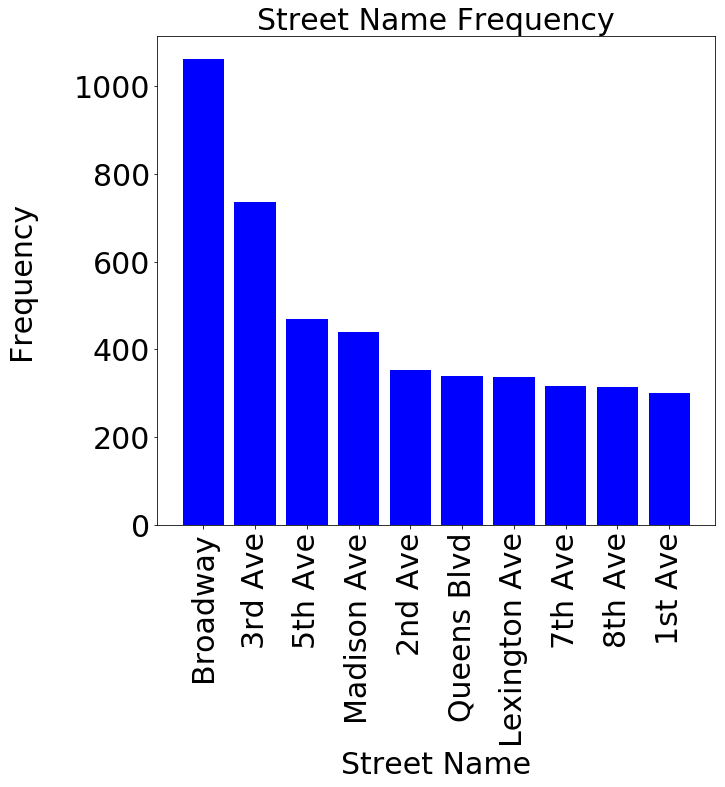 Street Name Frequency
Frequency
1000
800
600
400
200
0
Broadway
3rd Ave
5th Ave
Madison Ave
2nd Ave
Queens Blvd
Lexington Ave
7th Ave
8th Ave
1st Ave
Street Name